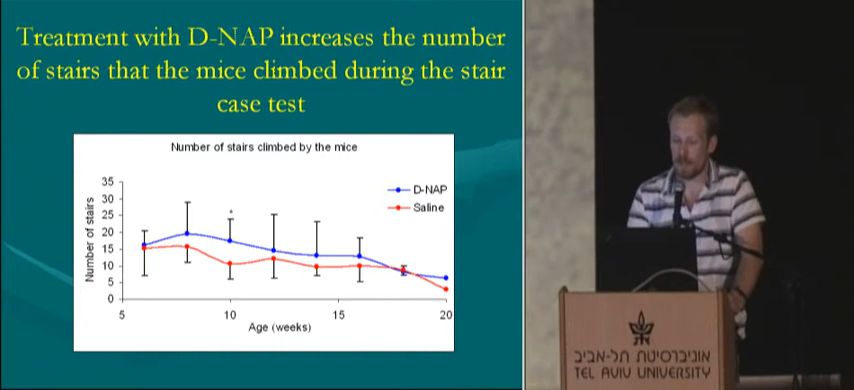 Treatment with D-NAP increases the number
of stairs that the mice climbed during the stair
case test
Number of stairs climbed by the mice
Number of stairs
35
30
25
20
15
10
5
0
*
D-NAP
Saline
5
10
15
20
Age (weeks)
אוניברסיטת תל-אביב
TEL AVIV UNIVERSITY